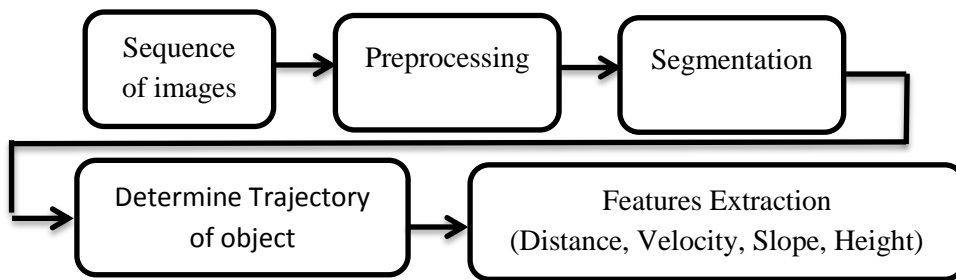 Sequence
of images
Preprocessing
Segmentation
Determine Trajectory
of object
Features Extraction
(Distance, Velocity, Slope, Height)